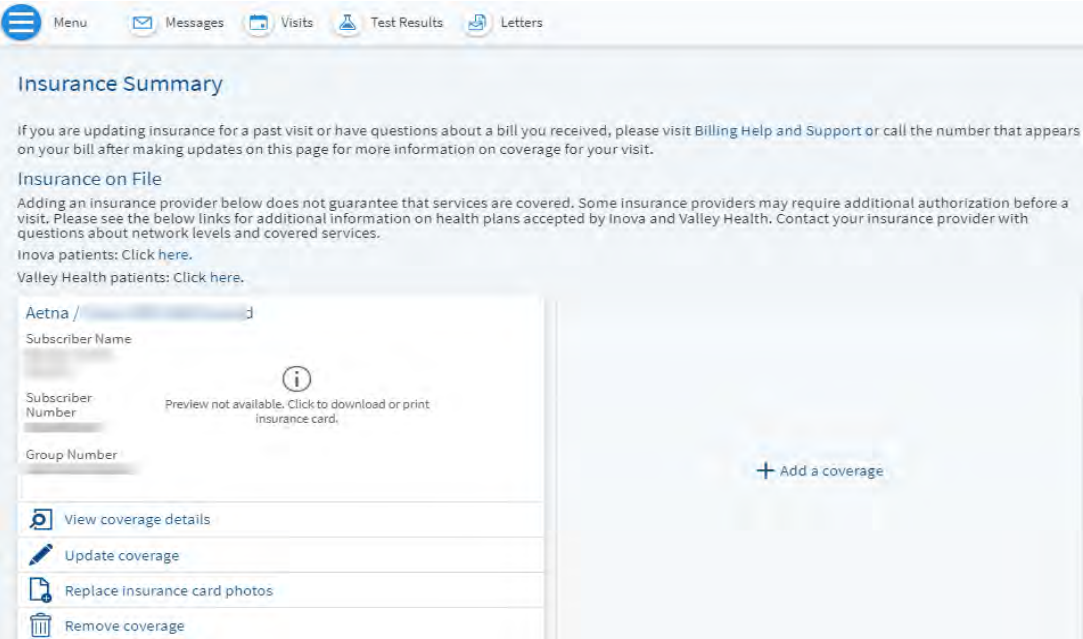 Menu Messages Visits Test Results Letters
Insurance Summary
If you are updating insurance for a past visit or have questions about a bill you received, please visit Billing Help and Support or call the number that appears
on your bill after making updates on this page for more information on coverage for your visit.
Insurance on File
Adding an insurance provider below does not guarantee that services are covered. Some insurance providers may require additional authorization before a
visit. Please see the below links for additional information on health plans accepted by Inova and Valley Health. Contact your insurance provider with
questions about network levels and covered services.
Inova patients: Click here.
Valley Health patients: Click here.
Aetna /
Subscriber Name
Subscriber
Number
Preview not available. Click to download or print
insurance card.
Group Number
+ Add a coverage
View coverage details
Update coverage
Replace insurance card photos
Remove coverage